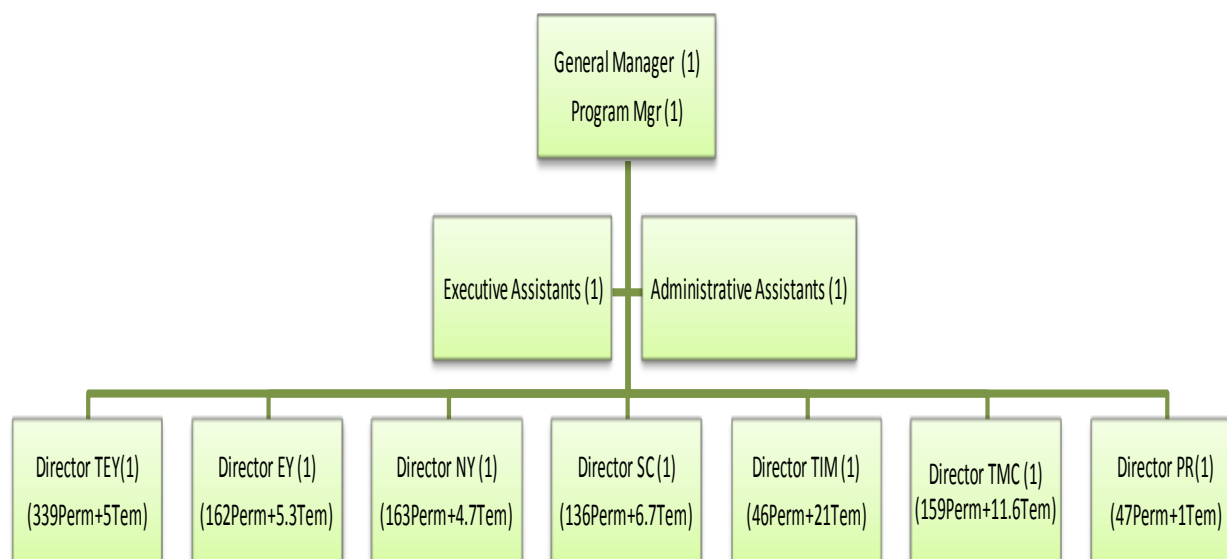 General Manager (1)
Program Mgr (1)
Executive Assistants (1)
Administrative Assistants (1)
Director TEY(1)
(339Perm+5Tem)
Director EY (1)
(162Perm+5.3Tem)
Director NY (1)
(163Perm+4.7Tem)
Director SC (1)
(136Perm+6.7Tem)
Director TIM (1)
(46Perm+21Tem)
Director TMC (1)
(159Perm+11.6Tem)
Director PR(1)
(47Perm+1Tem)